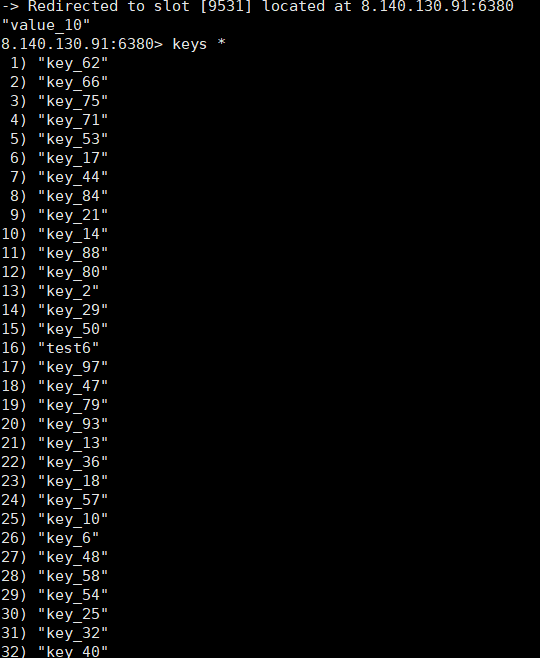 -> Redirected to slot [9531] located at 8.140.130.91:6380
"value_10"
8.140.130.91:6380> keys *
 1) "key_62"
 2) "key_66"
 3) "key_75"
 4) "key_71"
 5) "key_53"
 6) "key_17"
 7) "key_44"
 8) "key_84"
 9) "key_21"
10) "key_14"
11) "key_88"
12) "key_80"
13) "key_2"
14) "key_29"
15) "key_50"
16) "test6"
17) "key_97"
18) "key_47"
19) "key_79"
20) "key_93"
21) "key_13"
22) "key_36"
23) "key_18"
24) "key_57"
25) "key_10"
26) "key_6"
27) "key_48"
28) "key_58"
29) "key_54"
30) "key_25"
31) "key_32"
32) "key_40"